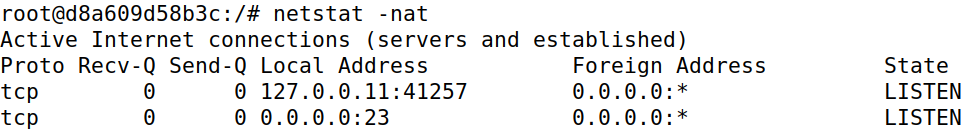 root@d8a609d58b3c:/# netstat -nat
Active Internet connections (servers and established)
Proto Recv-Q Send-Q Local Address           Foreign Address         State
tcp        0      0 127.0.0.11:41257        0.0.0.0:*               LISTEN
tcp        0      0 0.0.0.0:23              0.0.0.0:*               LISTEN